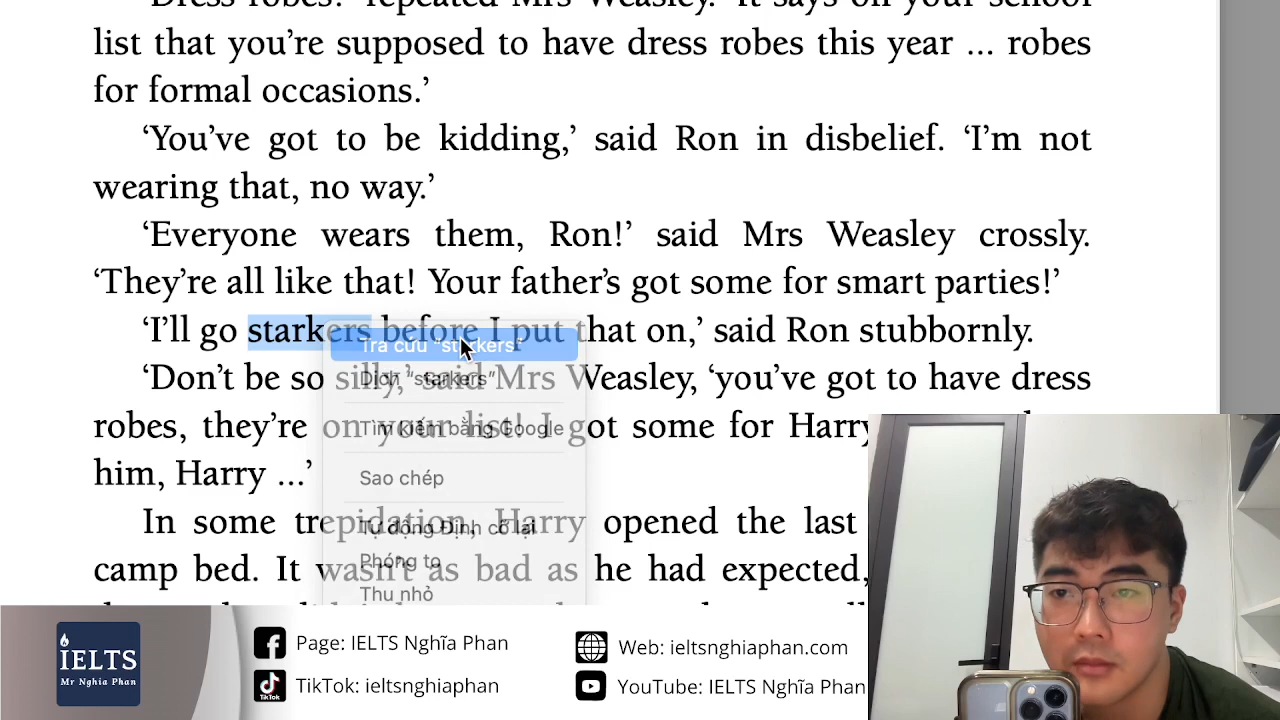 ‘Dress robes?’ repeated Mrs Weasley. ‘It says on your school
list that you’re supposed to have dress robes this year ... robes
for formal occasions.’
‘You’ve got to be kidding,’ said Ron in disbelief. ‘I’m not
wearing that, no way.’
‘Everyone wears them, Ron!’ said Mrs Weasley crossly.
‘They’re all like that! Your father’s got some for smart parties!’
‘I’ll go starkers before I put that on,’ said Ron stubbornly.
‘Don’t be so silly,’ said Mrs Weasley, ‘you’ve got to have dress
robes, they’re on your list! I got some for Harry
him, Harry ...’
In some trepidation, Harry opened the last
camp bed. It wasn’t as bad as he had expected,
Tra cứu “starkers”
Dịch “starkers”
Tìm kiếm bằng Google
Sao chép
Tự động Định cỡ lại
Phóng to
Thu nhỏ
IELTS
Mr Nghia Phan
Page: IELTS Nghĩa Phan
TikTok
TikTok: ieltsnghiaphan
Web: ieltsnghiaphan.com
YouTube: IELTS Nghĩa Phan